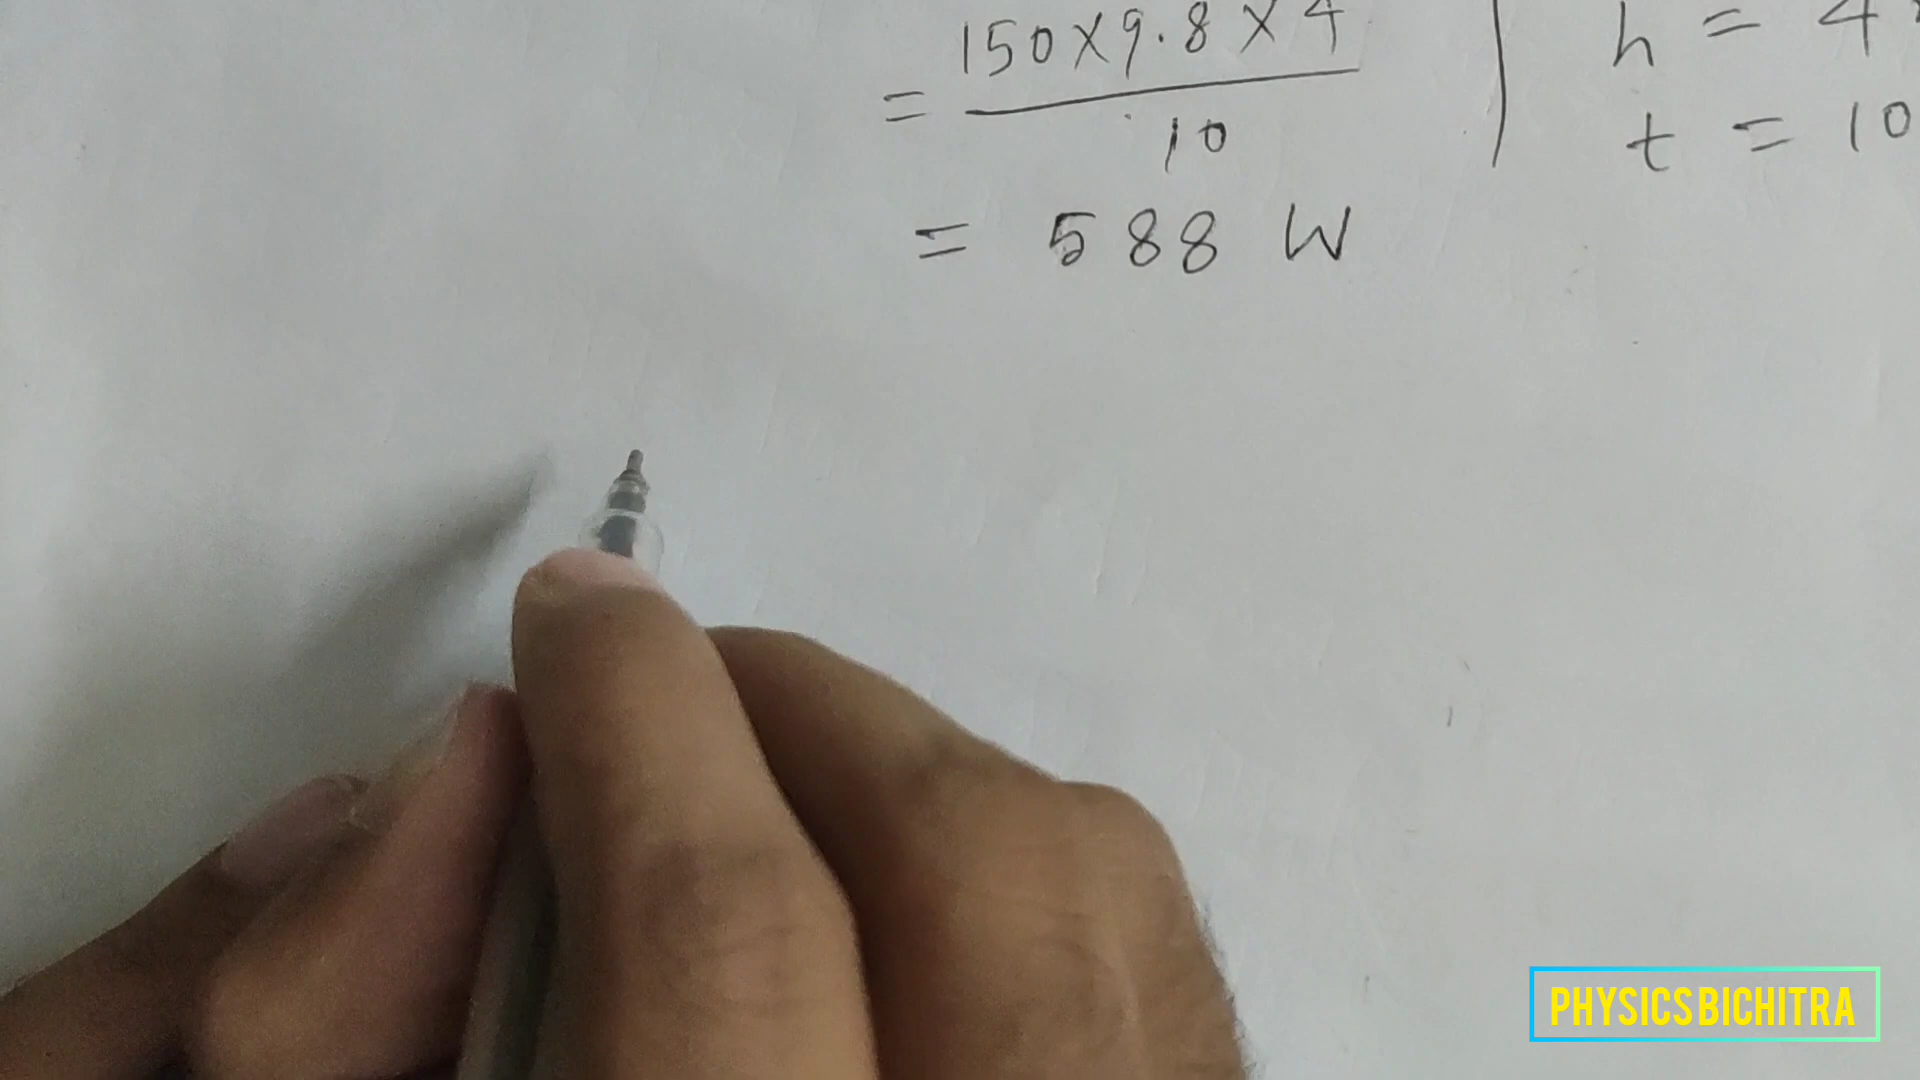 = 150×9.8×4 / 10
= 588 W
h = 4
t = 10
PHYSICS BICHITRA